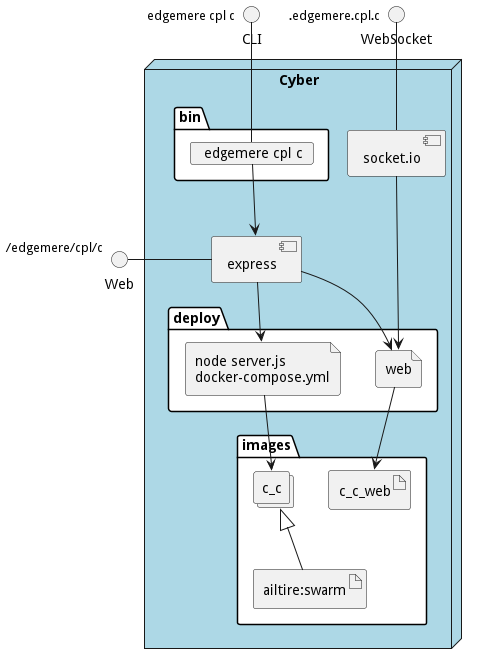 edgemere cpl c
.edgemere.cpl.c
CLI
WebSocket
Cyber
bin
edgemere cpl c
socket.io
/edgemere/cpl/c
Web
express
deploy
node server.js
docker-compose.yml
web
images
c_c
c_c_web
ailtire:swarm